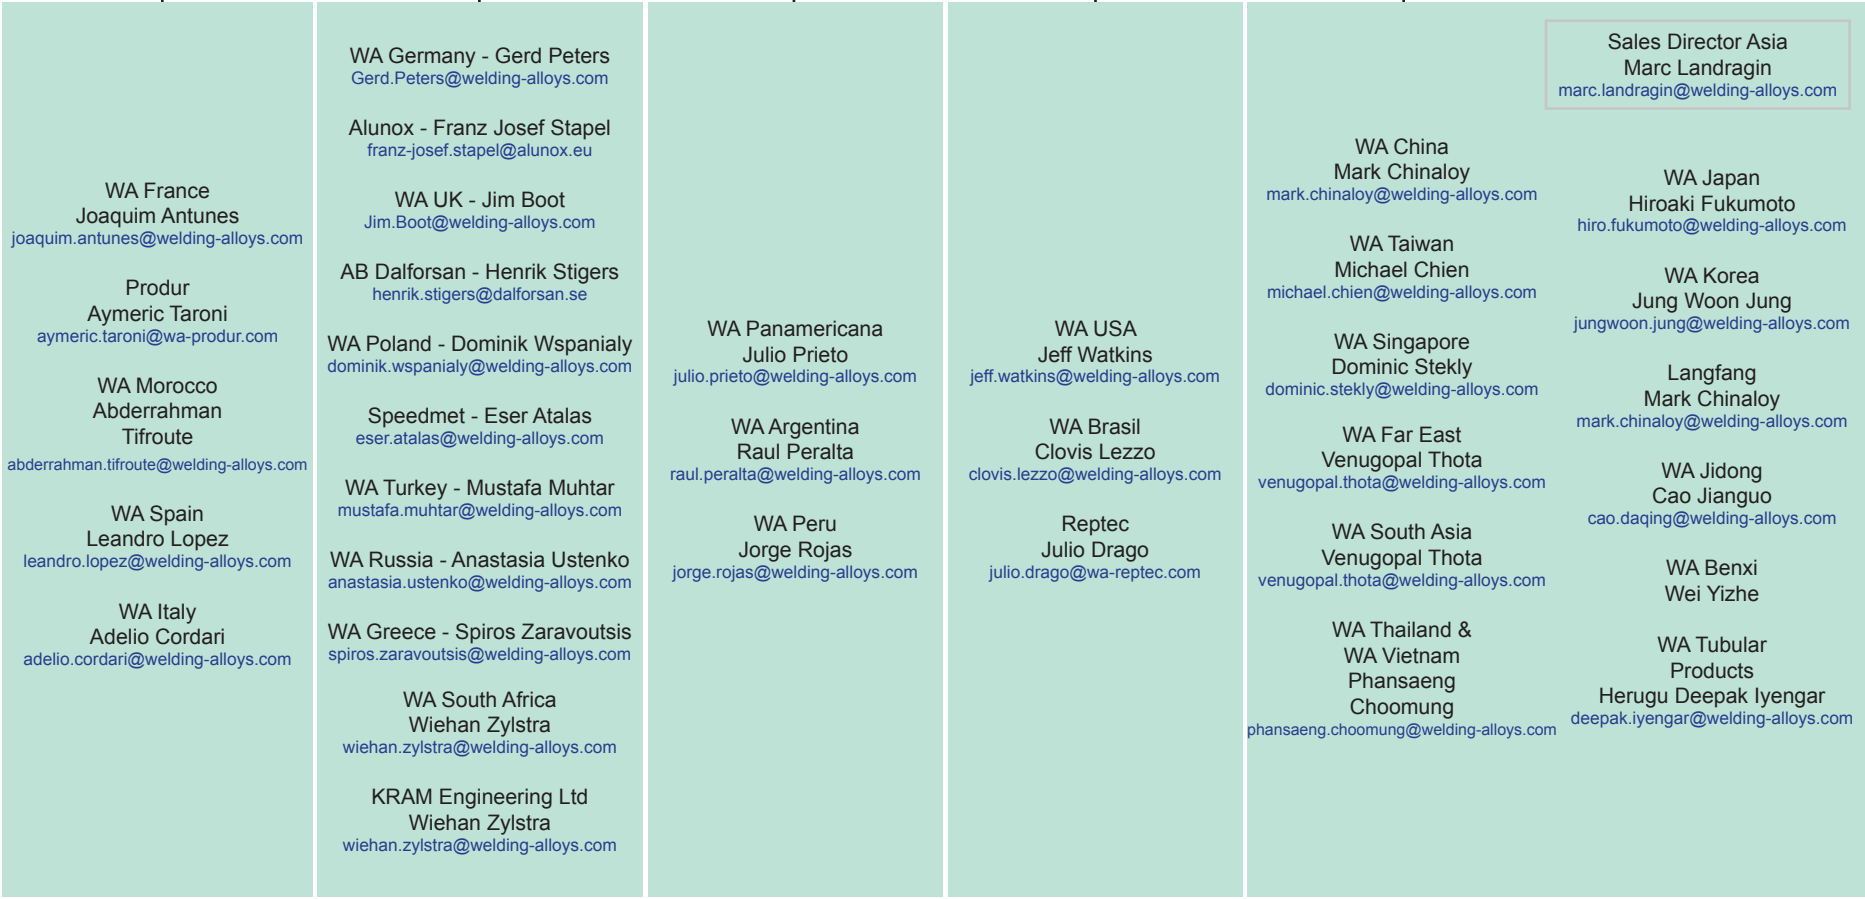 WA France
Joaquim Antunes
joaquim.antunes@welding-alloys.com
Produr
Aymeric Taroni
aymeric.taroni@wa-produr.com
WA Morocco
Abderrahman
Tifroute
abderrahman.tifroute@welding-alloys.com
WA Spain
Leandro Lopez
leandro.lopez@welding-alloys.com
WA Italy
Adelio Cordari
adelio.cordari@welding-alloys.com
WA Germany - Gerd Peters
Gerd.Peters@welding-alloys.com
Alunox - Franz Josef Stapel
franz-josef.stapel@alunox.eu
WA UK - Jim Boot
Jim.Boot@welding-alloys.com
AB Dalforsan - Henrik Stigers
henrik.stigers@dalforsan.se
WA Poland - Dominik Wspanialy
dominik.wspanialy@welding-alloys.com
Speedmet - Eser Atalas
eser.atalas@welding-alloys.com
WA Turkey - Mustafa Muhtar
mustafa.muhtar@welding-alloys.com
WA Russia - Anastasia Ustenko
anastasia.ustenko@welding-alloys.com
WA Greece - Spiros Zaravoutsis
spiros.zaravoutsis@welding-alloys.com
WA South Africa
Wiehan Zylstra
wiehan.zylstra@welding-alloys.com
KRAM Engineering Ltd
Wiehan Zylstra
wiehan.zylstra@welding-alloys.com
WA Panamericana
Julio Prieto
julio.prieto@welding-alloys.com
WA Argentina
Raul Peralta
raul.peralta@welding-alloys.com
WA Peru
Jorge Rojas
jorge.rojas@welding-alloys.com
WA USA
Jeff Watkins
jeff.watkins@welding-alloys.com
WA Brasil
Clovis Lezzo
clovis.lezzo@welding-alloys.com
Reptec
Julio Drago
julio.drago@wa-reptec.com
WA China
Mark Chinaloy
mark.chinaloy@welding-alloys.com
WA Taiwan
Michael Chien
michael.chien@welding-alloys.com
WA Singapore
Dominic Stekly
dominic.stekly@welding-alloys.com
WA Far East
Venugopal Thota
venugopal.thota@welding-alloys.com
WA South Asia
Venugopal Thota
venugopal.thota@welding-alloys.com
WA Thailand &
WA Vietnam
Phansaeng
Choomung
phansaeng.choomung@welding-alloys.com
Sales Director Asia
Marc Landragin
marc.landragin@welding-alloys.com
WA Japan
Hiroaki Fukumoto
hiro.fukumoto@welding-alloys.com
WA Korea
Jung Woon Jung
jungwoon.jung@welding-alloys.com
Langfang
Mark Chinaloy
mark.chinaloy@welding-alloys.com
WA Jidong
Cao Jianguo
cao.daqing@welding-alloys.com
WA Benxi
Wei Yizhe
WA Tubular
Products
Herugu Deepak Iyengar
deepak.iyengar@welding-alloys.com